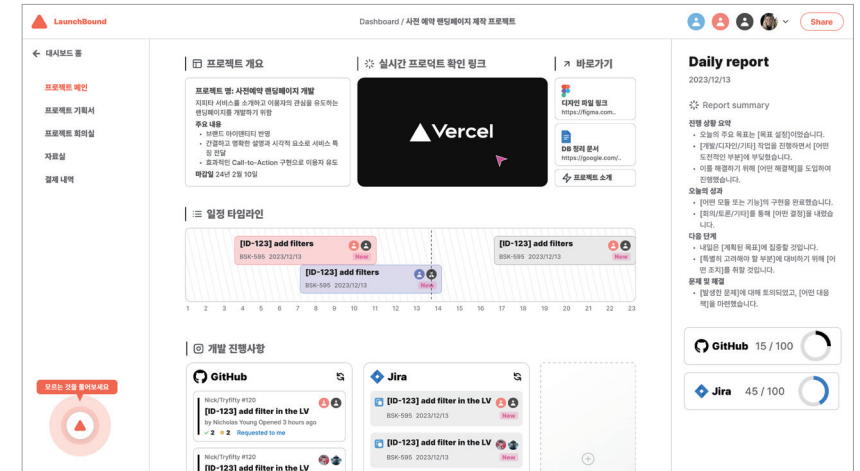 LaunchBound
Dashboard / 사전 예약 랜딩페이지 제작 프로젝트
Share
대시보드 홈
프로젝트 메인
프로젝트 기획서
프로젝트 회의실
자료실
결제 내역
모르는 것을 물어보세요
프로젝트 개요
프로젝트 명: 사전예약 랜딩페이지 개발
지피타 서비스를 소개하고 이용자의 관심을 유도하는
랜딩페이지를 개발하기 위함
주요 내용
• 브랜드 아이덴티티 반영
• 간결하고 명확한 설명과 시각적 요소로 서비스 특
징 전달
• 효과적인 Call-to-Action 구현으로 이용자 유도
마감일 24년 2월 10일
실시간 프로덕트 확인 링크
Vercel
바로가기
디자인 파일 링크
https://figma.com..
DB 정리 문서
https://google.com/..
프로젝트 소개
일정 타임라인
[ID-123] add filters
BSK-595 2023/12/13
New
[ID-123] add filters
BSK-595 2023/12/13
New
[ID-123] add filters
BSK-595 2023/12/13
New
1 2 3 4 5 6 7 8 9 10 11 12 13 14 15 16 17 18 19 20 21 22 23
개발 진행사항
GitHub
Nick/Tryfifty #120
[ID-123] add filter in the LV
by Nicholas Young Opened 3 hours ago
2 2 Requested to me
Nick/Tryfifty #120
[ID-123] add filter in the LV
Jira
[ID-123] add filter in the LV
BSK-595 2023/12/13
New
[ID-123] add filter in the LV
BSK-595 2023/12/13
New
Daily report
2023/12/13
Report summary
진행 상황 요약
• 오늘의 주요 목표는 [목표 설정]이었습니다.
• [개발/디자인/기타] 작업을 진행하면서 [어떤
도전적인 부분]에 부딪혔습니다.
• 이를 해결하기 위해 [어떤 해결책]을 도입하여
진행했습니다.
오늘의 성과
• [어떤 모듈 또는 기능]의 구현을 완료했습니다.
• [회의/토론/기타]를 통해 [어떤 결정]을 내렸습
니다.
다음 단계
• 내일은 [계획된 목표]에 집중할 것입니다.
• [특별히 고려해야 할 부분]에 대비하기 위해 [어
떤 조치]를 취할 것입니다.
문제 및 해결
• [발생한 문제]에 대해 토의되었고, [어떤 대응
책]을 마련했습니다.
GitHub 15 / 100
Jira 45 / 100